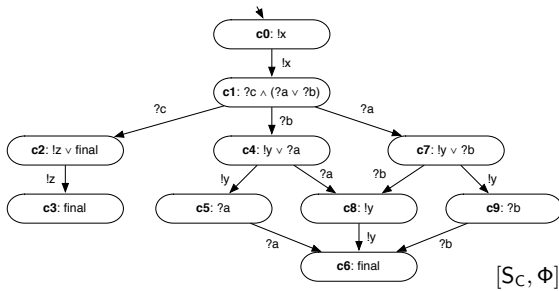 c0: !x
!x
c1: ?c ∧ (?a ∨ ?b)
?c
?b
?a
c2: !z ∨ final
c4: !y ∨ ?a
c7: !y ∨ ?b
!z
!y
?a
?b
!y
c3: final
c5: ?a
c8: !y
c9: ?b
?a
!y
?b
c6: final
[S_C, Φ]